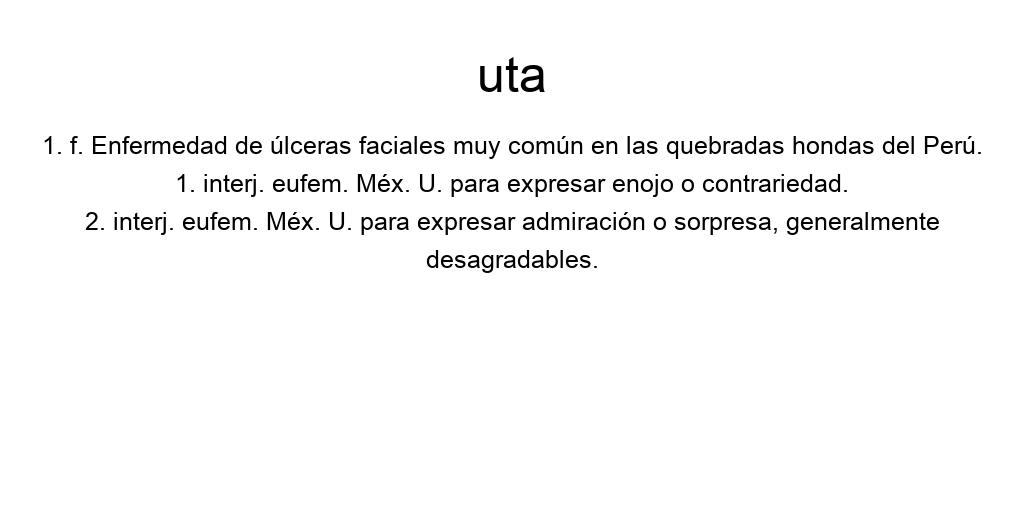 uta
1. f. Enfermedad de úlceras faciales muy común en las quebradas hondas del Perú.
1. interj. eufem. Méx. U. para expresar enojo o contrariedad.
2. interj. eufem. Méx. U. para expresar admiración o sorpresa, generalmente
desagradables.